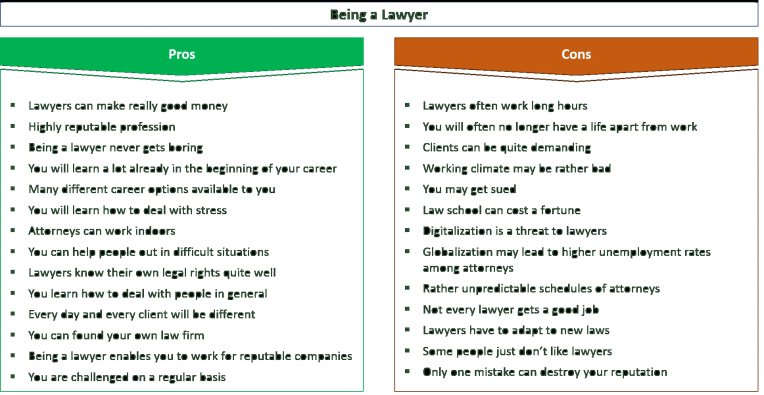 Being a Lawyer
Pros
Lawyers can make really good money
Highly reputable profession
Being a lawyer never gets boring
You will learn a lot already in the beginning of your career
Many different career options available to you
You will learn how to deal with stress
Attorneys can work indoors
You can help people out in difficult situations
Lawyers know their own legal rights quite well
You learn how to deal with people in general
Every day and every client will be different
You can found your own law firm
Being a lawyer enables you to work for reputable companies
You are challenged on a regular basis
Cons
Lawyers often work long hours
You will often no longer have a life apart from work
Clients can be quite demanding
Working climate may be rather bad
You may get sued
Law school can cost a fortune
Digitalization is a threat to lawyers
Globalization may lead to higher unemployment rates
among attorneys
Rather unpredictable schedules of attorneys
Not every lawyer gets a good job
Lawyers have to adapt to new laws
Some people just don't like lawyers
Only one mistake can destroy your reputation